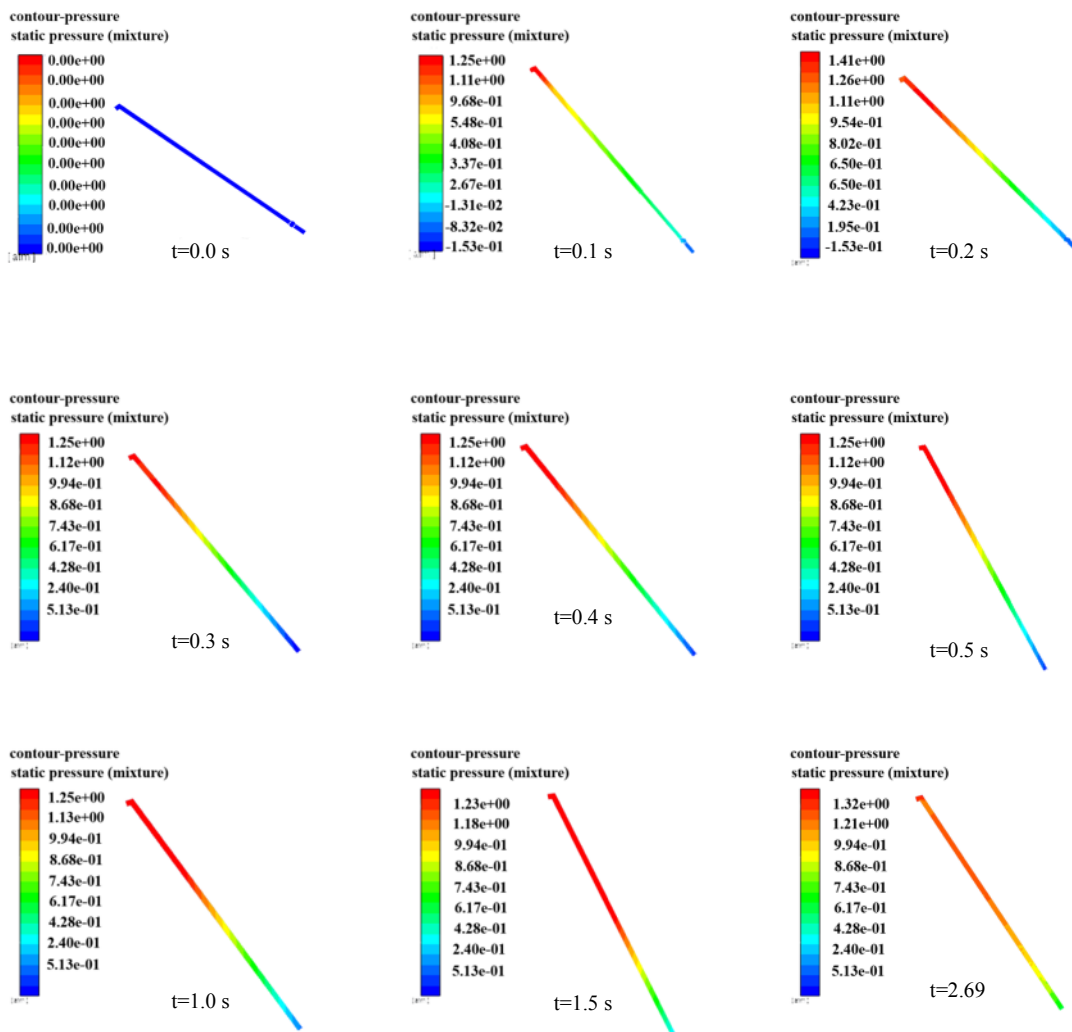 contour-pressure
static pressure (mixture)
0.00e+00
0.00e+00
0.00e+00
0.00e+00
0.00e+00
0.00e+00
0.00e+00
0.00e+00
0.00e+00
0.00e+00
t=0.0 s
contour-pressure
static pressure (mixture)
1.25e+00
1.11e+00
9.68e-01
5.48e-01
4.08e-01
3.37e-01
2.67e-01
-1.31e-02
-8.32e-02
-1.53e-01
t=0.1 s
contour-pressure
static pressure (mixture)
1.41e+00
1.26e+00
1.11e+00
9.54e-01
8.02e-01
6.50e-01
6.50e-01
4.23e-01
1.95e-01
-1.53e-01
t=0.2 s
contour-pressure
static pressure (mixture)
1.25e+00
1.12e+00
9.94e-01
8.68e-01
7.43e-01
6.17e-01
4.28e-01
2.40e-01
5.13e-01
t=0.3 s
contour-pressure
static pressure (mixture)
1.25e+00
1.12e+00
9.94e-01
8.68e-01
7.43e-01
6.17e-01
4.28e-01
2.40e-01
5.13e-01
t=0.4 s
contour-pressure
static pressure (mixture)
1.25e+00
1.12e+00
9.94e-01
8.68e-01
7.43e-01
6.17e-01
4.28e-01
2.40e-01
5.13e-01
t=0.5 s
contour-pressure
static pressure (mixture)
1.25e+00
1.13e+00
9.94e-01
8.68e-01
7.43e-01
6.17e-01
4.28e-01
2.40e-01
5.13e-01
t=1.0 s
contour-pressure
static pressure (mixture)
1.23e+00
1.18e+00
9.94e-01
8.68e-01
7.43e-01
6.17e-01
4.28e-01
2.40e-01
5.13e-01
t=1.5 s
contour-pressure
static pressure (mixture)
1.32e+00
1.21e+00
9.94e-01
8.68e-01
7.43e-01
6.17e-01
4.28e-01
2.40e-01
5.13e-01
t=2.69